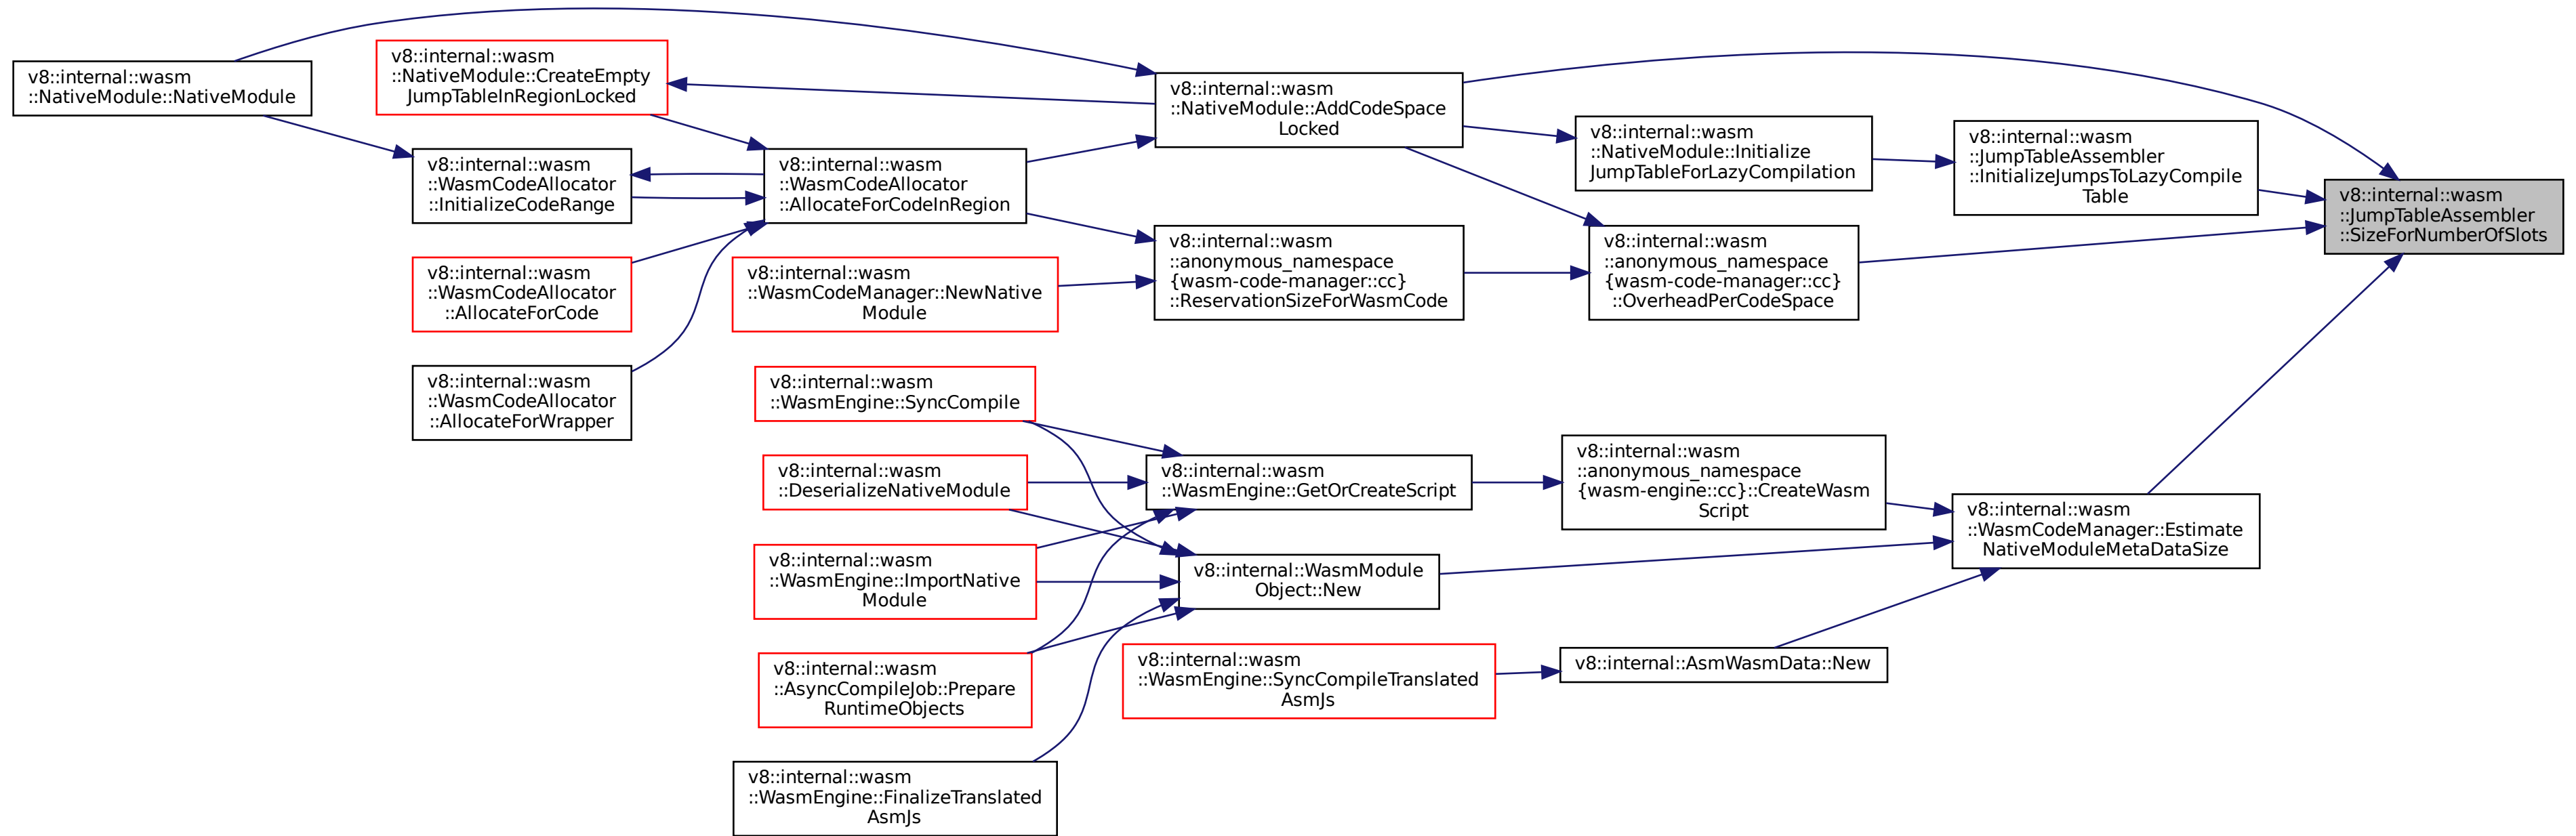 v8::internal::wasm
::NativeModule::NativeModule
v8::internal::wasm
::NativeModule::CreateEmpty
JumpTableInRegionLocked
v8::internal::wasm
::WasmCodeAllocator
::InitializeCodeRange
v8::internal::wasm
::WasmCodeAllocator
::AllocateForCode
v8::internal::wasm
::WasmCodeAllocator
::AllocateForWrapper
v8::internal::wasm
::WasmCodeAllocator
::AllocateForCodeInRegion
v8::internal::wasm
::WasmCodeManager::NewNative
Module
v8::internal::wasm
::WasmEngine::SyncCompile
v8::internal::wasm
::DeserializeNativeModule
v8::internal::wasm
::WasmEngine::ImportNative
Module
v8::internal::wasm
::AsyncCompileJob::Prepare
RuntimeObjects
v8::internal::wasm
::WasmEngine::FinalizeTranslated
AsmJs
v8::internal::wasm
::NativeModule::AddCodeSpace
Locked
v8::internal::wasm
::anonymous_namespace
{wasm-code-manager::cc}
::ReservationSizeForWasmCode
v8::internal::wasm
::WasmEngine::GetOrCreateScript
v8::internal::WasmModule
Object::New
v8::internal::wasm
::WasmEngine::SyncCompileTranslated
AsmJs
v8::internal::wasm
::NativeModule::Initialize
JumpTableForLazyCompilation
v8::internal::wasm
::anonymous_namespace
{wasm-code-manager::cc}
::OverheadPerCodeSpace
v8::internal::wasm
::anonymous_namespace
{wasm-engine::cc}::CreateWasm
Script
v8::internal::AsmWasmData::New
v8::internal::wasm
::JumpTableAssembler
::InitializeJumpsToLazyCompile
Table
v8::internal::wasm
::WasmCodeManager::Estimate
NativeModuleMetaDataSize
v8::internal::wasm
::JumpTableAssembler
::SizeForNumberOfSlots